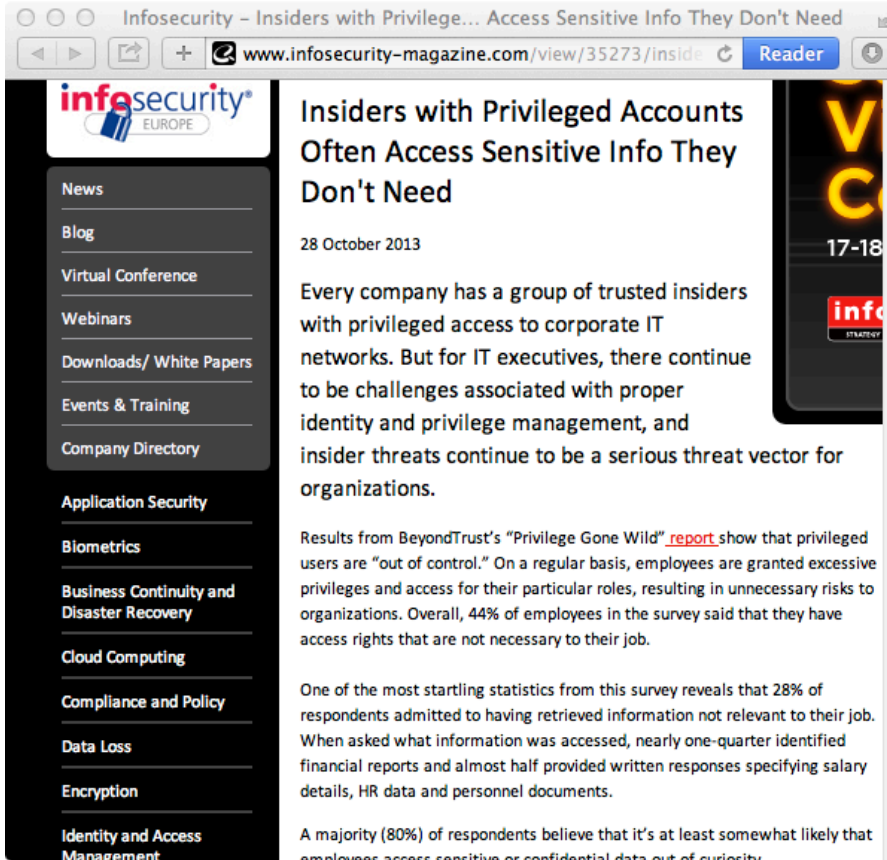 Infosecurity – Insiders with Privilege... Access Sensitive Info They Don't Need
www.infosecurity-magazine.com/view/35273/inside
Reader
infosecurity®
EUROPE
News
Blog
Virtual Conference
Webinars
Downloads/ White Papers
Events & Training
Company Directory
Application Security
Biometrics
Business Continuity and
Disaster Recovery
Cloud Computing
Compliance and Policy
Data Loss
Encryption
Identity and Access
Management
Insiders with Privileged Accounts
Often Access Sensitive Info They
Don't Need
28 October 2013
Every company has a group of trusted insiders
with privileged access to corporate IT
networks. But for IT executives, there continue
to be challenges associated with proper
identity and privilege management, and
insider threats continue to be a serious threat vector for
organizations.
Results from BeyondTrust's “Privilege Gone Wild” report show that privileged
users are “out of control.” On a regular basis, employees are granted excessive
privileges and access for their particular roles, resulting in unnecessary risks to
organizations. Overall, 44% of employees in the survey said that they have
access rights that are not necessary to their job.
One of the most startling statistics from this survey reveals that 28% of
respondents admitted to having retrieved information not relevant to their job.
When asked what information was accessed, nearly one-quarter identified
financial reports and almost half provided written responses specifying salary
details, HR data and personnel documents.
A majority (80%) of respondents believe that it's at least somewhat likely that
employees access sensitive or confidential data out of curiosity
17-18
STRATEGY